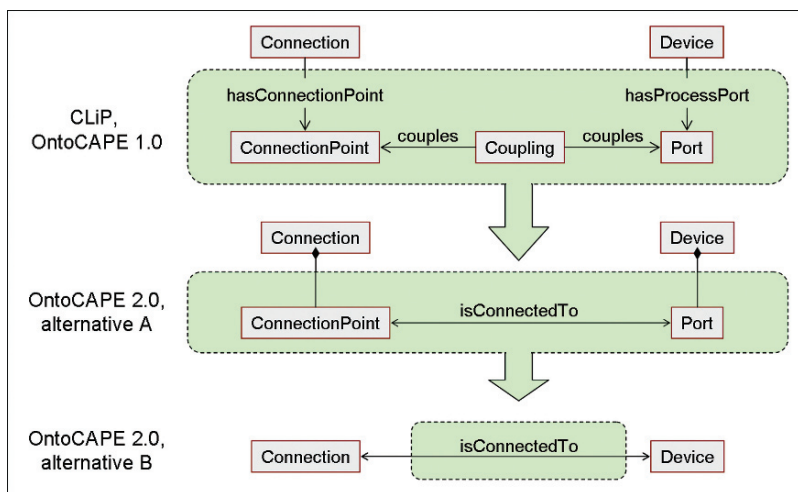 Connection Device
hasConnectionPoint hasProcessPort
CLiP,
OntoCAPE 1.0
ConnectionPoint couples Coupling couples Port
Connection Device
OntoCAPE 2.0,
alternative A
ConnectionPoint isConnectedTo Port
OntoCAPE 2.0,
alternative B
Connection isConnectedTo Device